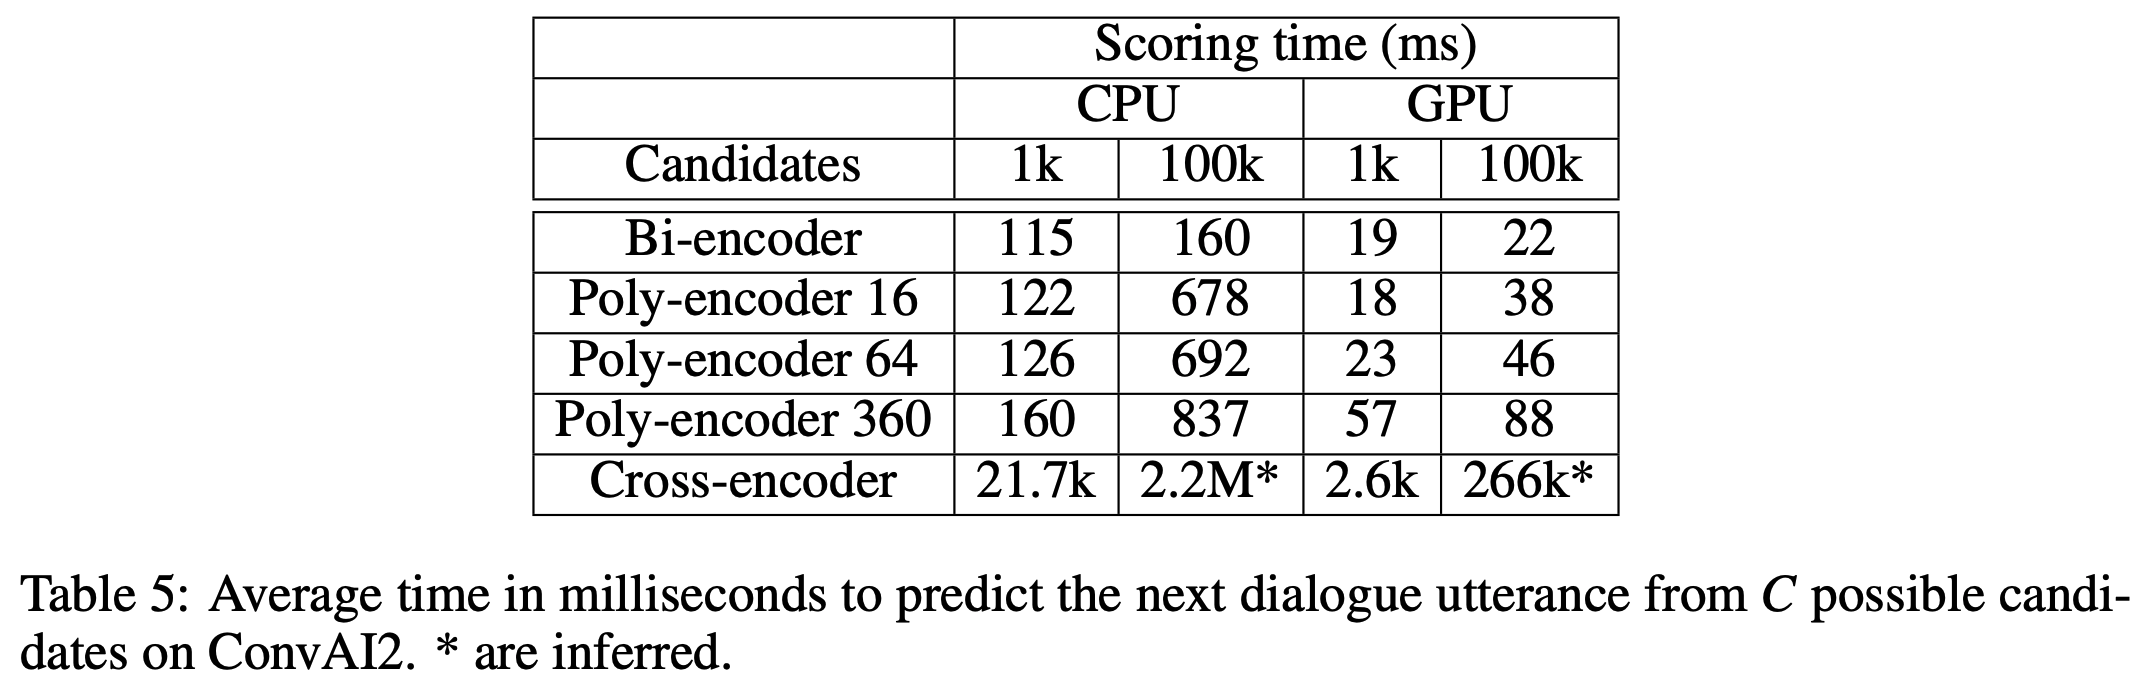 Scoring time (ms)
CPU GPU
Candidates 1k 100k 1k 100k
Bi-encoder 115 160 19 22
Poly-encoder 16 122 678 18 38
Poly-encoder 64 126 692 23 46
Poly-encoder 360 160 837 57 88
Cross-encoder 21.7k 2.2M* 2.6k 266k*
Table 5: Average time in milliseconds to predict the next dialogue utterance from C possible candi-
dates on ConvAI2. * are inferred.